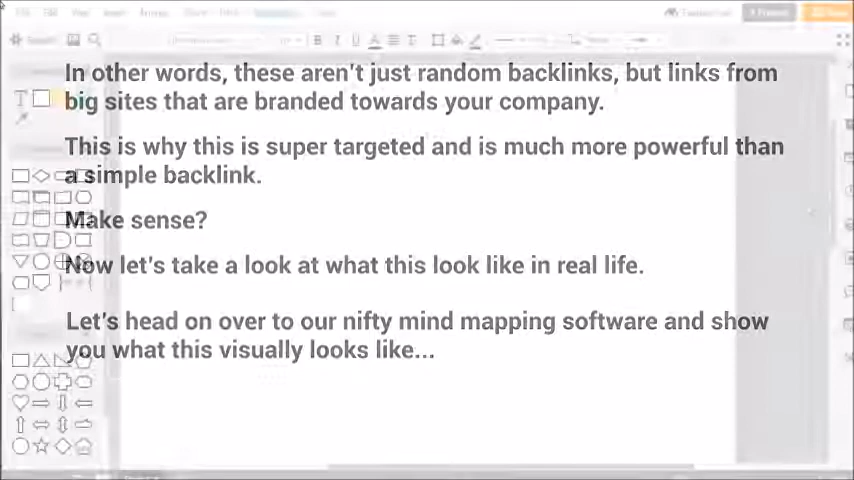 In other words, these aren't just random backlinks, but links from
big sites that are branded towards your company.
This is why this is super targeted and is much more powerful than
a simple backlink.
Make sense?
Now let's take a look at what this look like in real life.
Let's head on over to our nifty mind mapping software and show
you what this visually looks like...